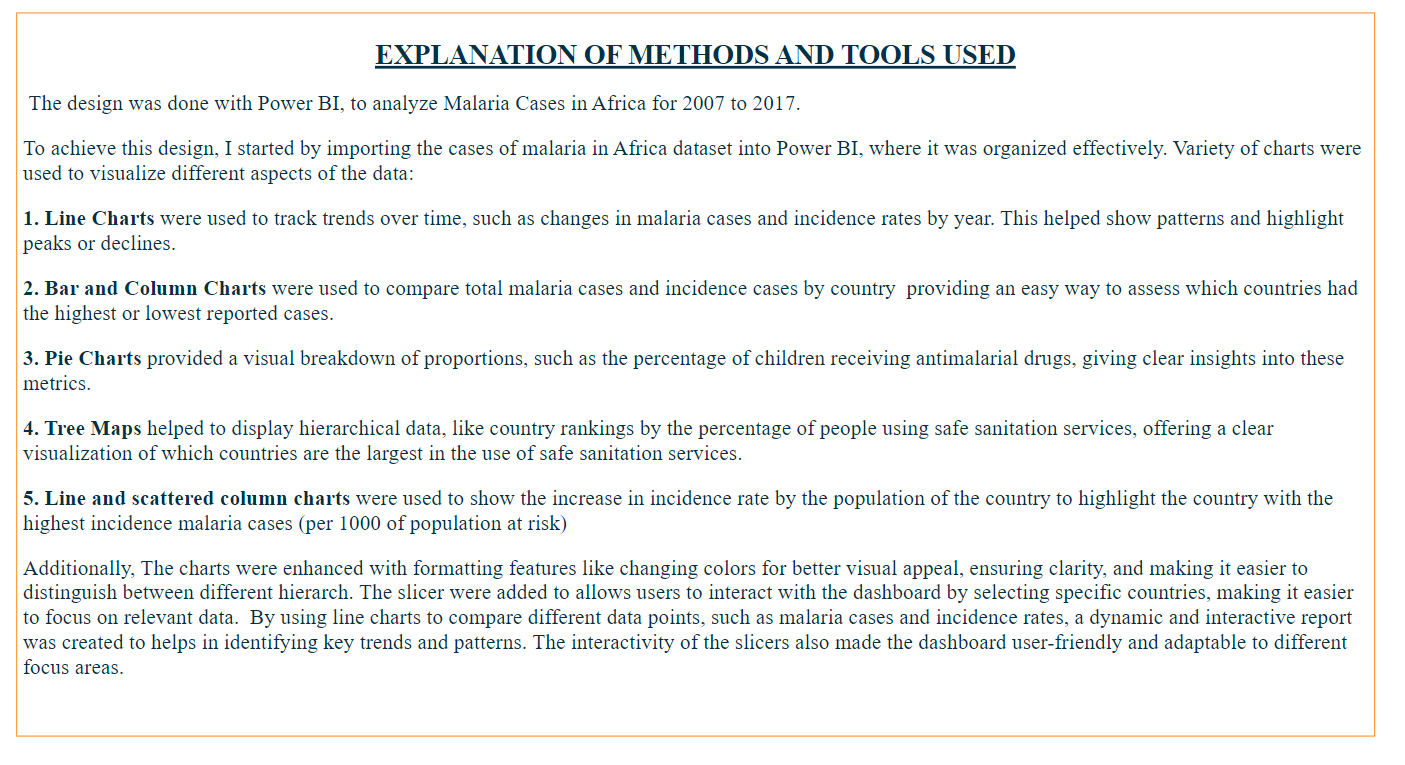 EXPLANATION OF METHODS AND TOOLS USED
The design was done with Power BI, to analyze Malaria Cases in Africa for 2007 to 2017.
To achieve this design, I started by importing the cases of malaria in Africa dataset into Power BI, where it was organized effectively. Variety of charts were
used to visualize different aspects of the data:
1. Line Charts were used to track trends over time, such as changes in malaria cases and incidence rates by year. This helped show patterns and highlight
peaks or declines.
2. Bar and Column Charts were used to compare total malaria cases and incidence cases by country  providing an easy way to assess which countries had
the highest or lowest reported cases.
3. Pie Charts provided a visual breakdown of proportions, such as the percentage of children receiving antimalarial drugs, giving clear insights into these
metrics.
4. Tree Maps helped to display hierarchical data, like country rankings by the percentage of people using safe sanitation services, offering a clear
visualization of which countries are the largest in the use of safe sanitation services.
5. Line and scattered column charts were used to show the increase in incidence rate by the population of the country to highlight the country with the
highest incidence malaria cases (per 1000 of population at risk)
Additionally, The charts were enhanced with formatting features like changing colors for better visual appeal, ensuring clarity, and making it easier to
distinguish between different hierarch. The slicer were added to allows users to interact with the dashboard by selecting specific countries, making it easier
to focus on relevant data.  By using line charts to compare different data points, such as malaria cases and incidence rates, a dynamic and interactive report
was created to helps in identifying key trends and patterns. The interactivity of the slicers also made the dashboard user-friendly and adaptable to different
focus areas.